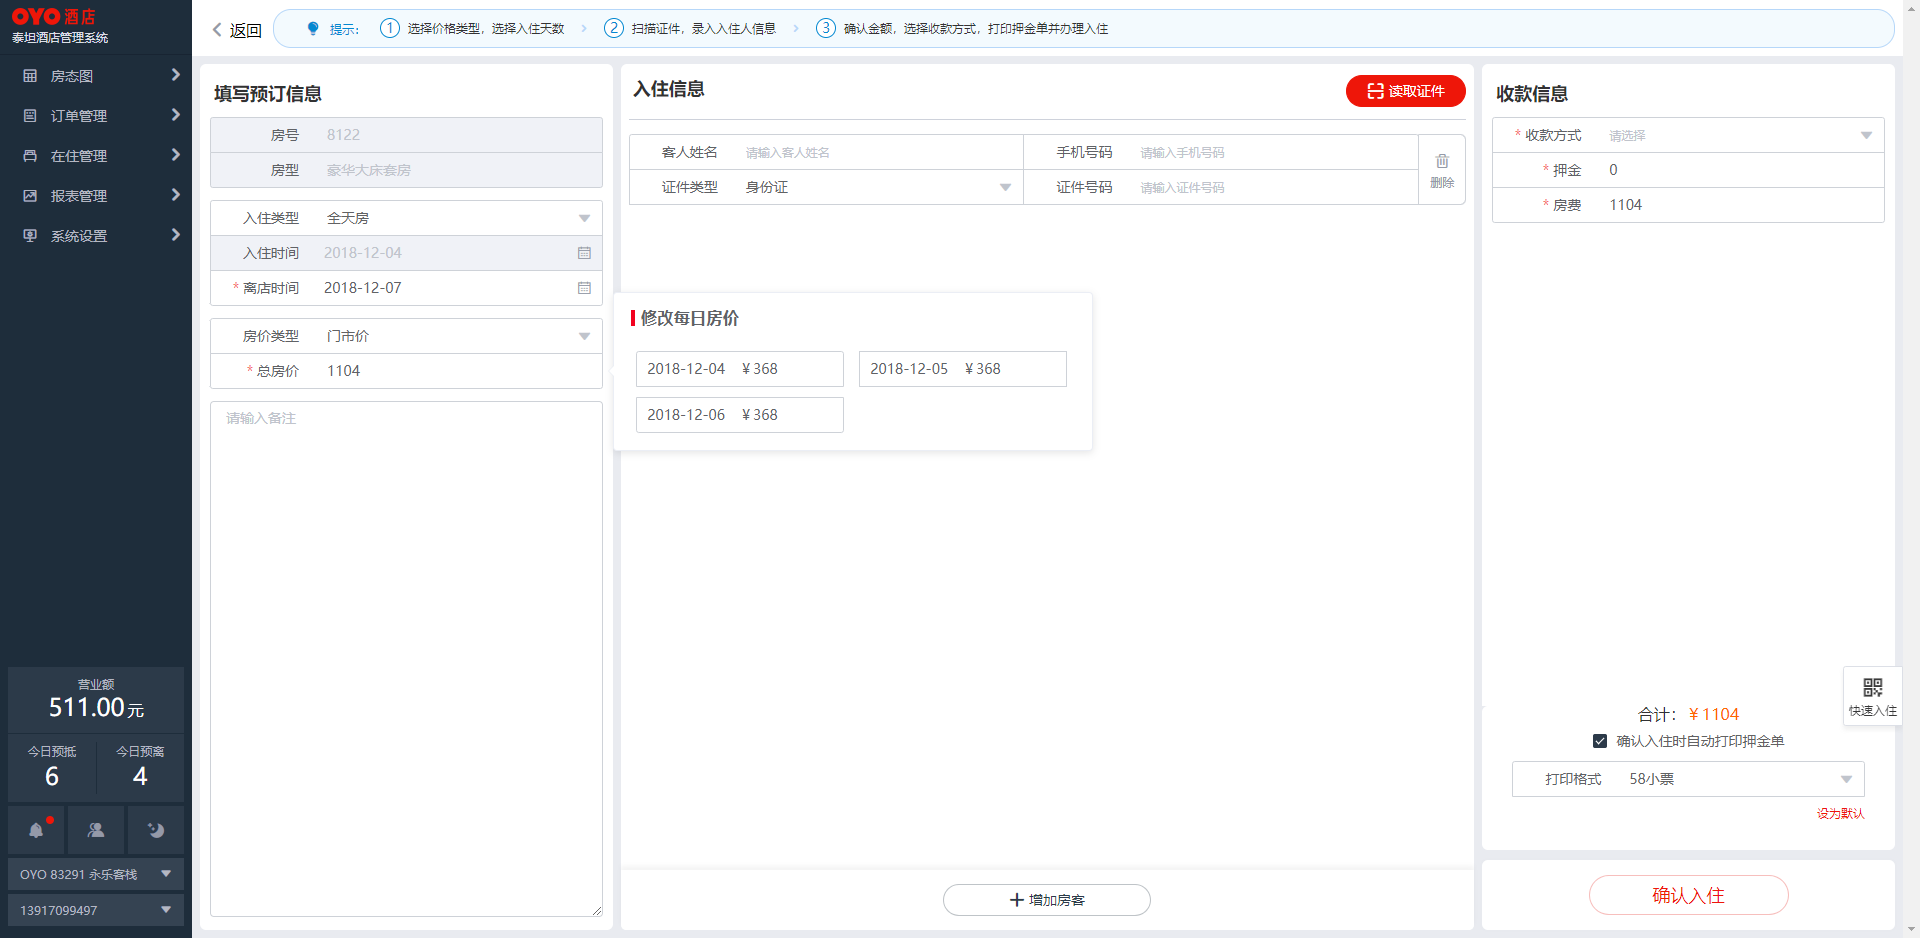 OYO 酒店
泰坦酒店管理系统
房态图
订单管理
在住管理
报表管理
系统设置
营业额
511.00元
今日预抵 今日预离
6 4
OYO 83291 永乐客栈
13917099497
返回 提示: 1 选择价格类型，选择入住天数 2 扫描证件，录入入住人信息 3 确认金额，选择收款方式，打印押金单并办理入住
填写预订信息
房号 8122
房型 豪华大床套房
入住类型 全天房
入住时间 2018-12-04
* 离店时间 2018-12-07
房价类型 门市价
* 总房价 1104
请输入备注
入住信息 读取证件
客人姓名 请输入客人姓名 手机号码 请输入手机号码
证件类型 身份证 证件号码 请输入证件号码
删除
修改每日房价
2018-12-04 ¥368 2018-12-05 ¥368
2018-12-06 ¥368
增加房客
收款信息
* 收款方式 请选择
* 押金 0
* 房费 1104
快速入住
合计: ¥1104
确认入住时自动打印押金单
打印格式 58小票
设为默认
确认入住